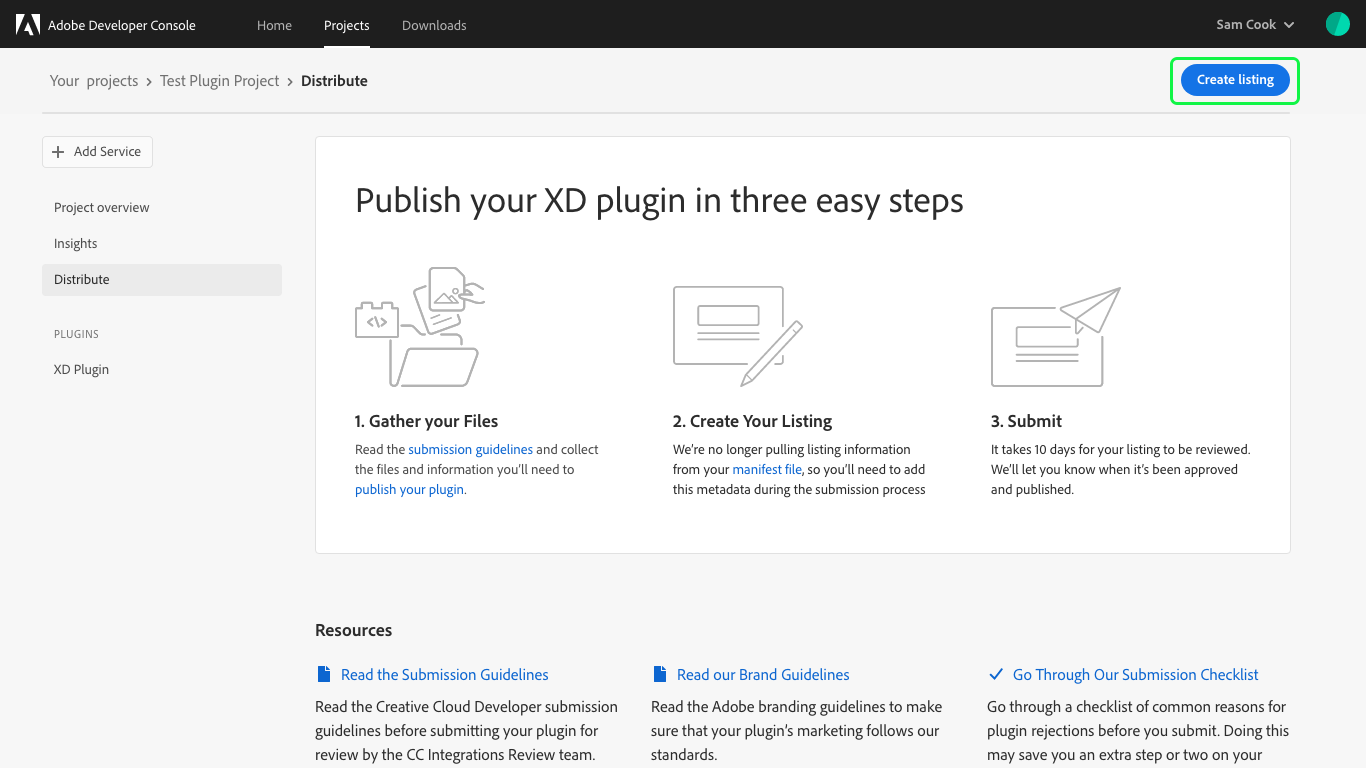 Adobe Developer Console
Home
Projects
Downloads
Sam Cook
Your projects › Test Plugin Project › Distribute
Create listing
Add Service
Project overview
Insights
Distribute
PLUGINS
XD Plugin
Publish your XD plugin in three easy steps
</>
1. Gather your Files
Read the submission guidelines and collect
the files and information you'll need to
publish your plugin.
2. Create Your Listing
We’re no longer pulling listing information
from your manifest file, so you’ll need to add
this metadata during the submission process
3. Submit
It takes 10 days for your listing to be reviewed.
We’ll let you know when it’s been approved
and published.
Resources
Read the Submission Guidelines
Read the Creative Cloud Developer submission
guidelines before submitting your plugin for
review by the CC Integrations Review team.
Read our Brand Guidelines
Read the Adobe branding guidelines to make
sure that your plugin’s marketing follows our
standards.
Go Through Our Submission Checklist
Go through a checklist of common reasons for
plugin rejections before you submit. Doing this
may save you an extra step or two on your